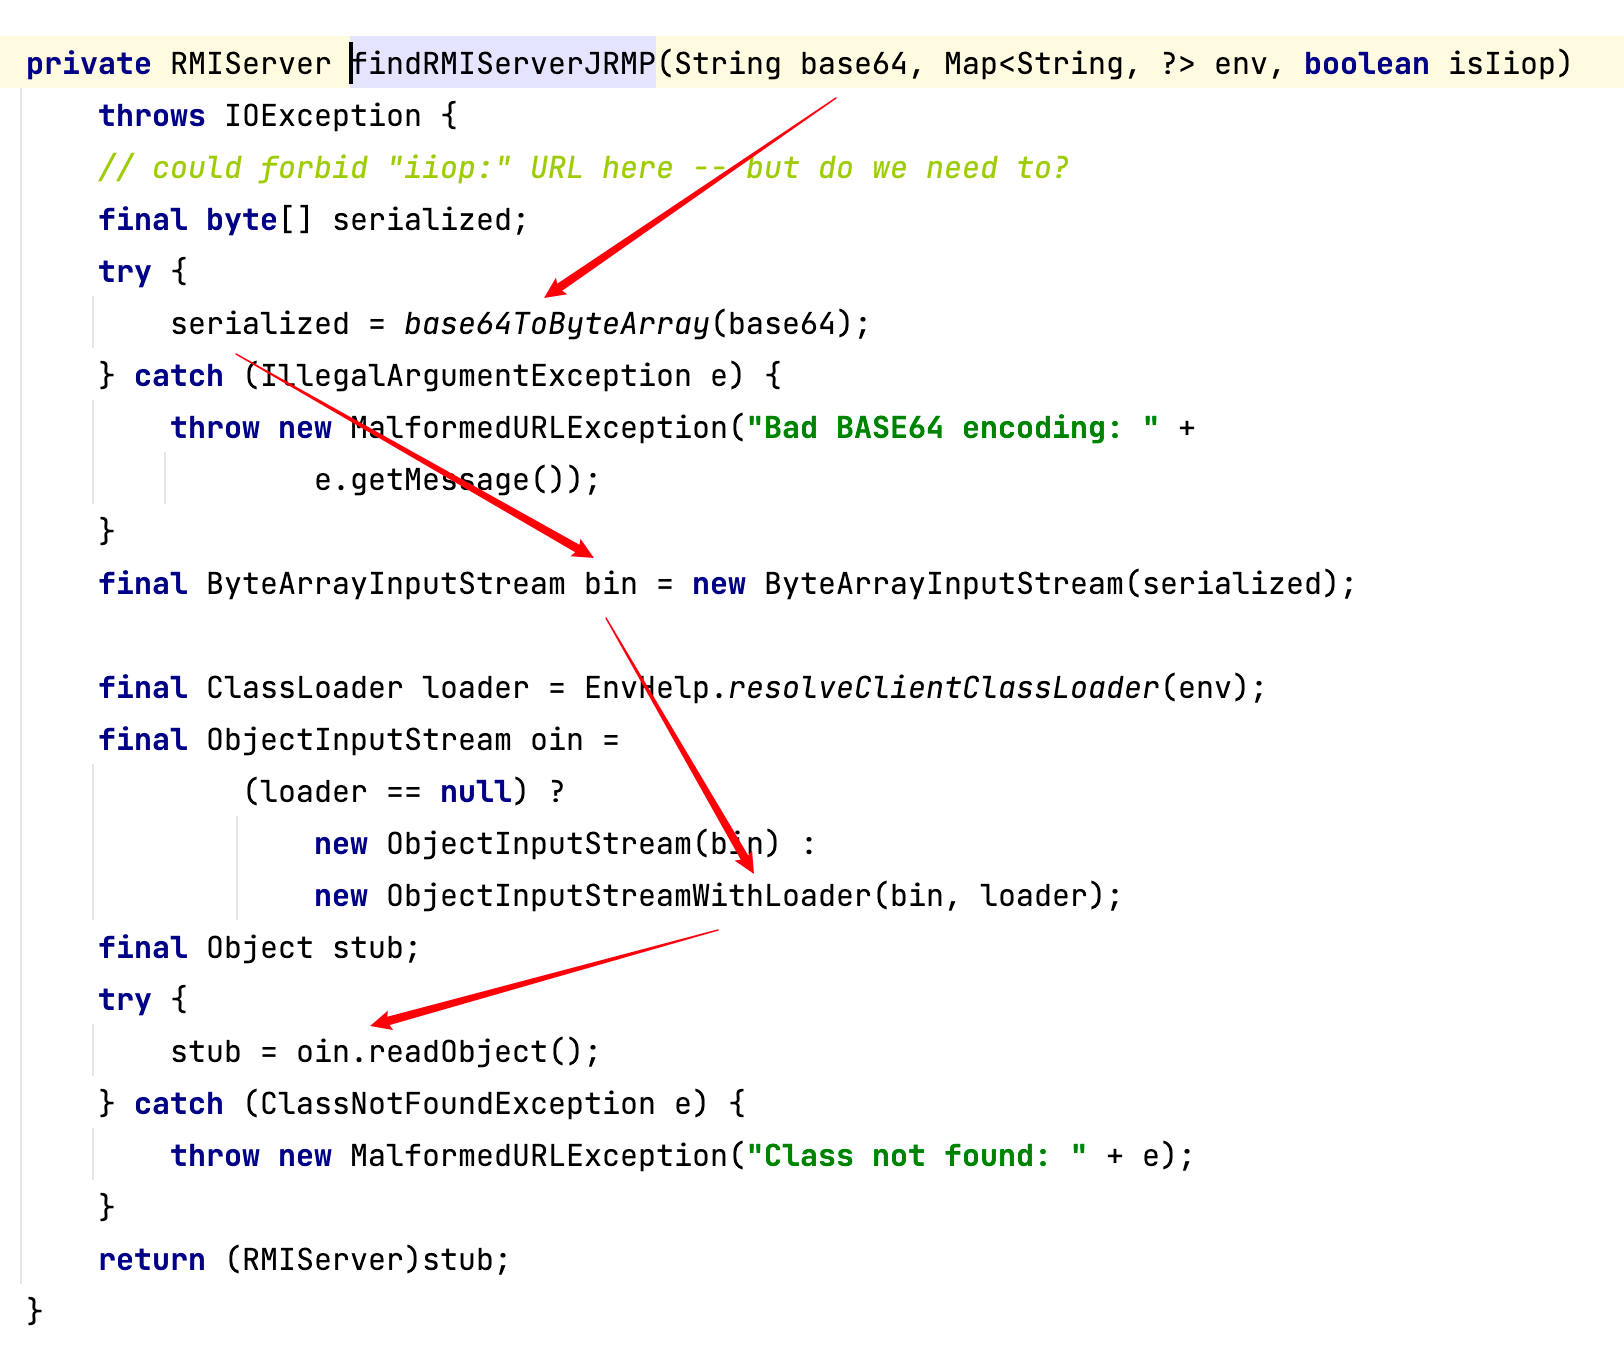 private RMIServer findRMIServerJRMP(String base64, Map<String, ?> env, boolean isIiop)
throws IOException {
// could forbid "iiop:" URL here -- but do we need to?
final byte[] serialized;
try {
serialized = base64ToByteArray(base64);
} catch (IllegalArgumentException e) {
throw new MalformedURLException("Bad BASE64 encoding: " +
e.getMessage());
}
final ByteArrayInputStream bin = new ByteArrayInputStream(serialized);
final ClassLoader loader = EnvHelp.resolveClientClassLoader(env);
final ObjectInputStream oin =
(loader == null) ?
new ObjectInputStream(bin) :
new ObjectInputStreamWithLoader(bin, loader);
final Object stub;
try {
stub = oin.readObject();
} catch (ClassNotFoundException e) {
throw new MalformedURLException("Class not found: " + e);
}
return (RMIServer)stub;
}